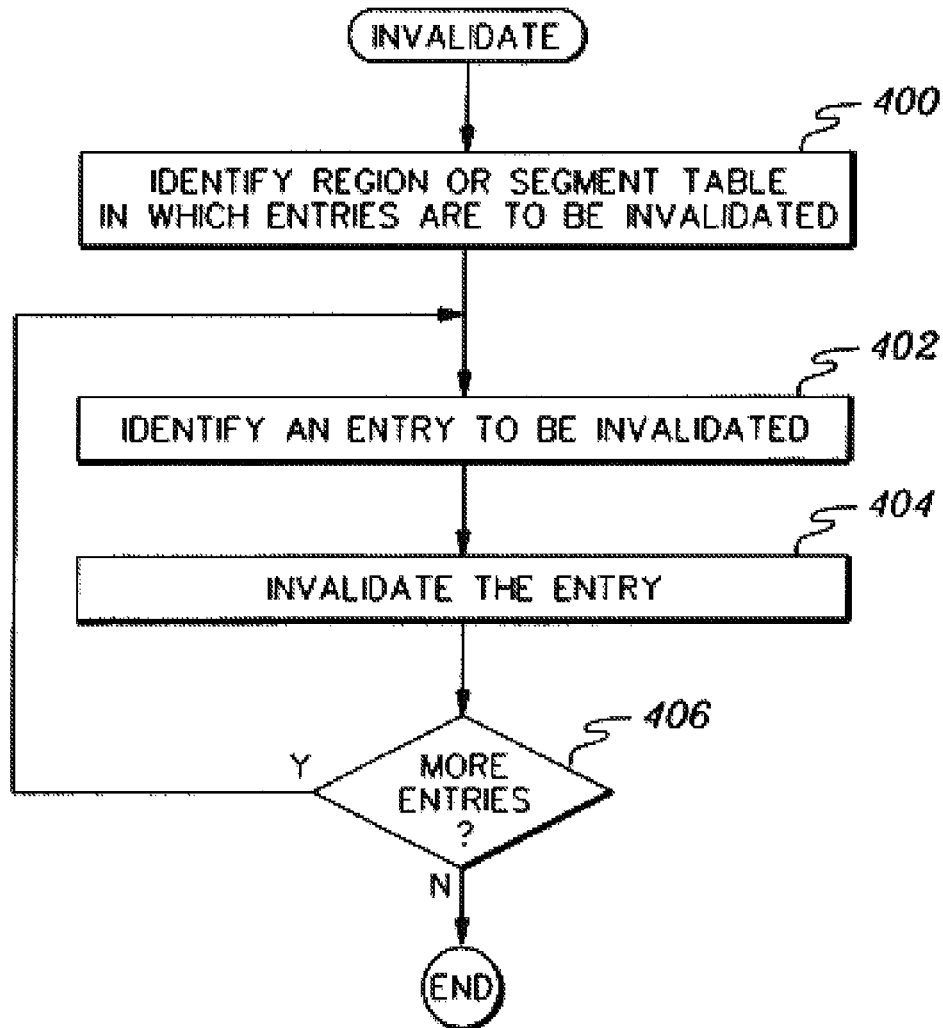 INVALIDATE
400
IDENTIFY REGION OR SEGMENT TABLE
IN WHICH ENTRIES ARE TO BE INVALIDATED
402
IDENTIFY AN ENTRY TO BE INVALIDATED
404
INVALIDATE THE ENTRY
406
Y
MORE
ENTRIES
?
N
END